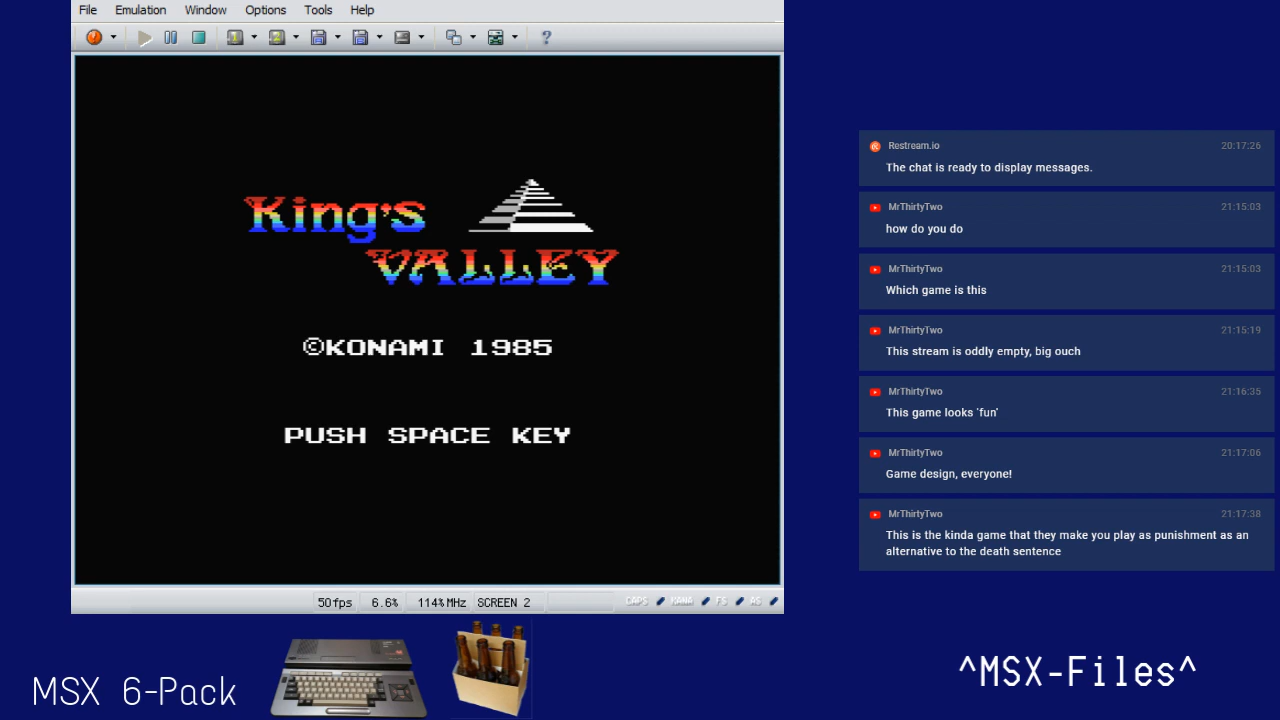 File Emulation Window Options Tools Help
King's
VALLEY
©KONAMI 1985
PUSH SPACE KEY
50fps 6.6% 114%MHz SCREEN 2 CAPS KANA FS AS
Restream.io 20:17:26
The chat is ready to display messages.
MrThirtyTwo 21:15:03
how do you do
MrThirtyTwo 21:15:03
Which game is this
MrThirtyTwo 21:15:19
This stream is oddly empty, big ouch
MrThirtyTwo 21:16:35
This game looks 'fun'
MrThirtyTwo 21:17:06
Game design, everyone!
MrThirtyTwo 21:17:38
This is the kinda game that they make you play as punishment as an
alternative to the death sentence
MSX 6-Pack
^MSX-Files^